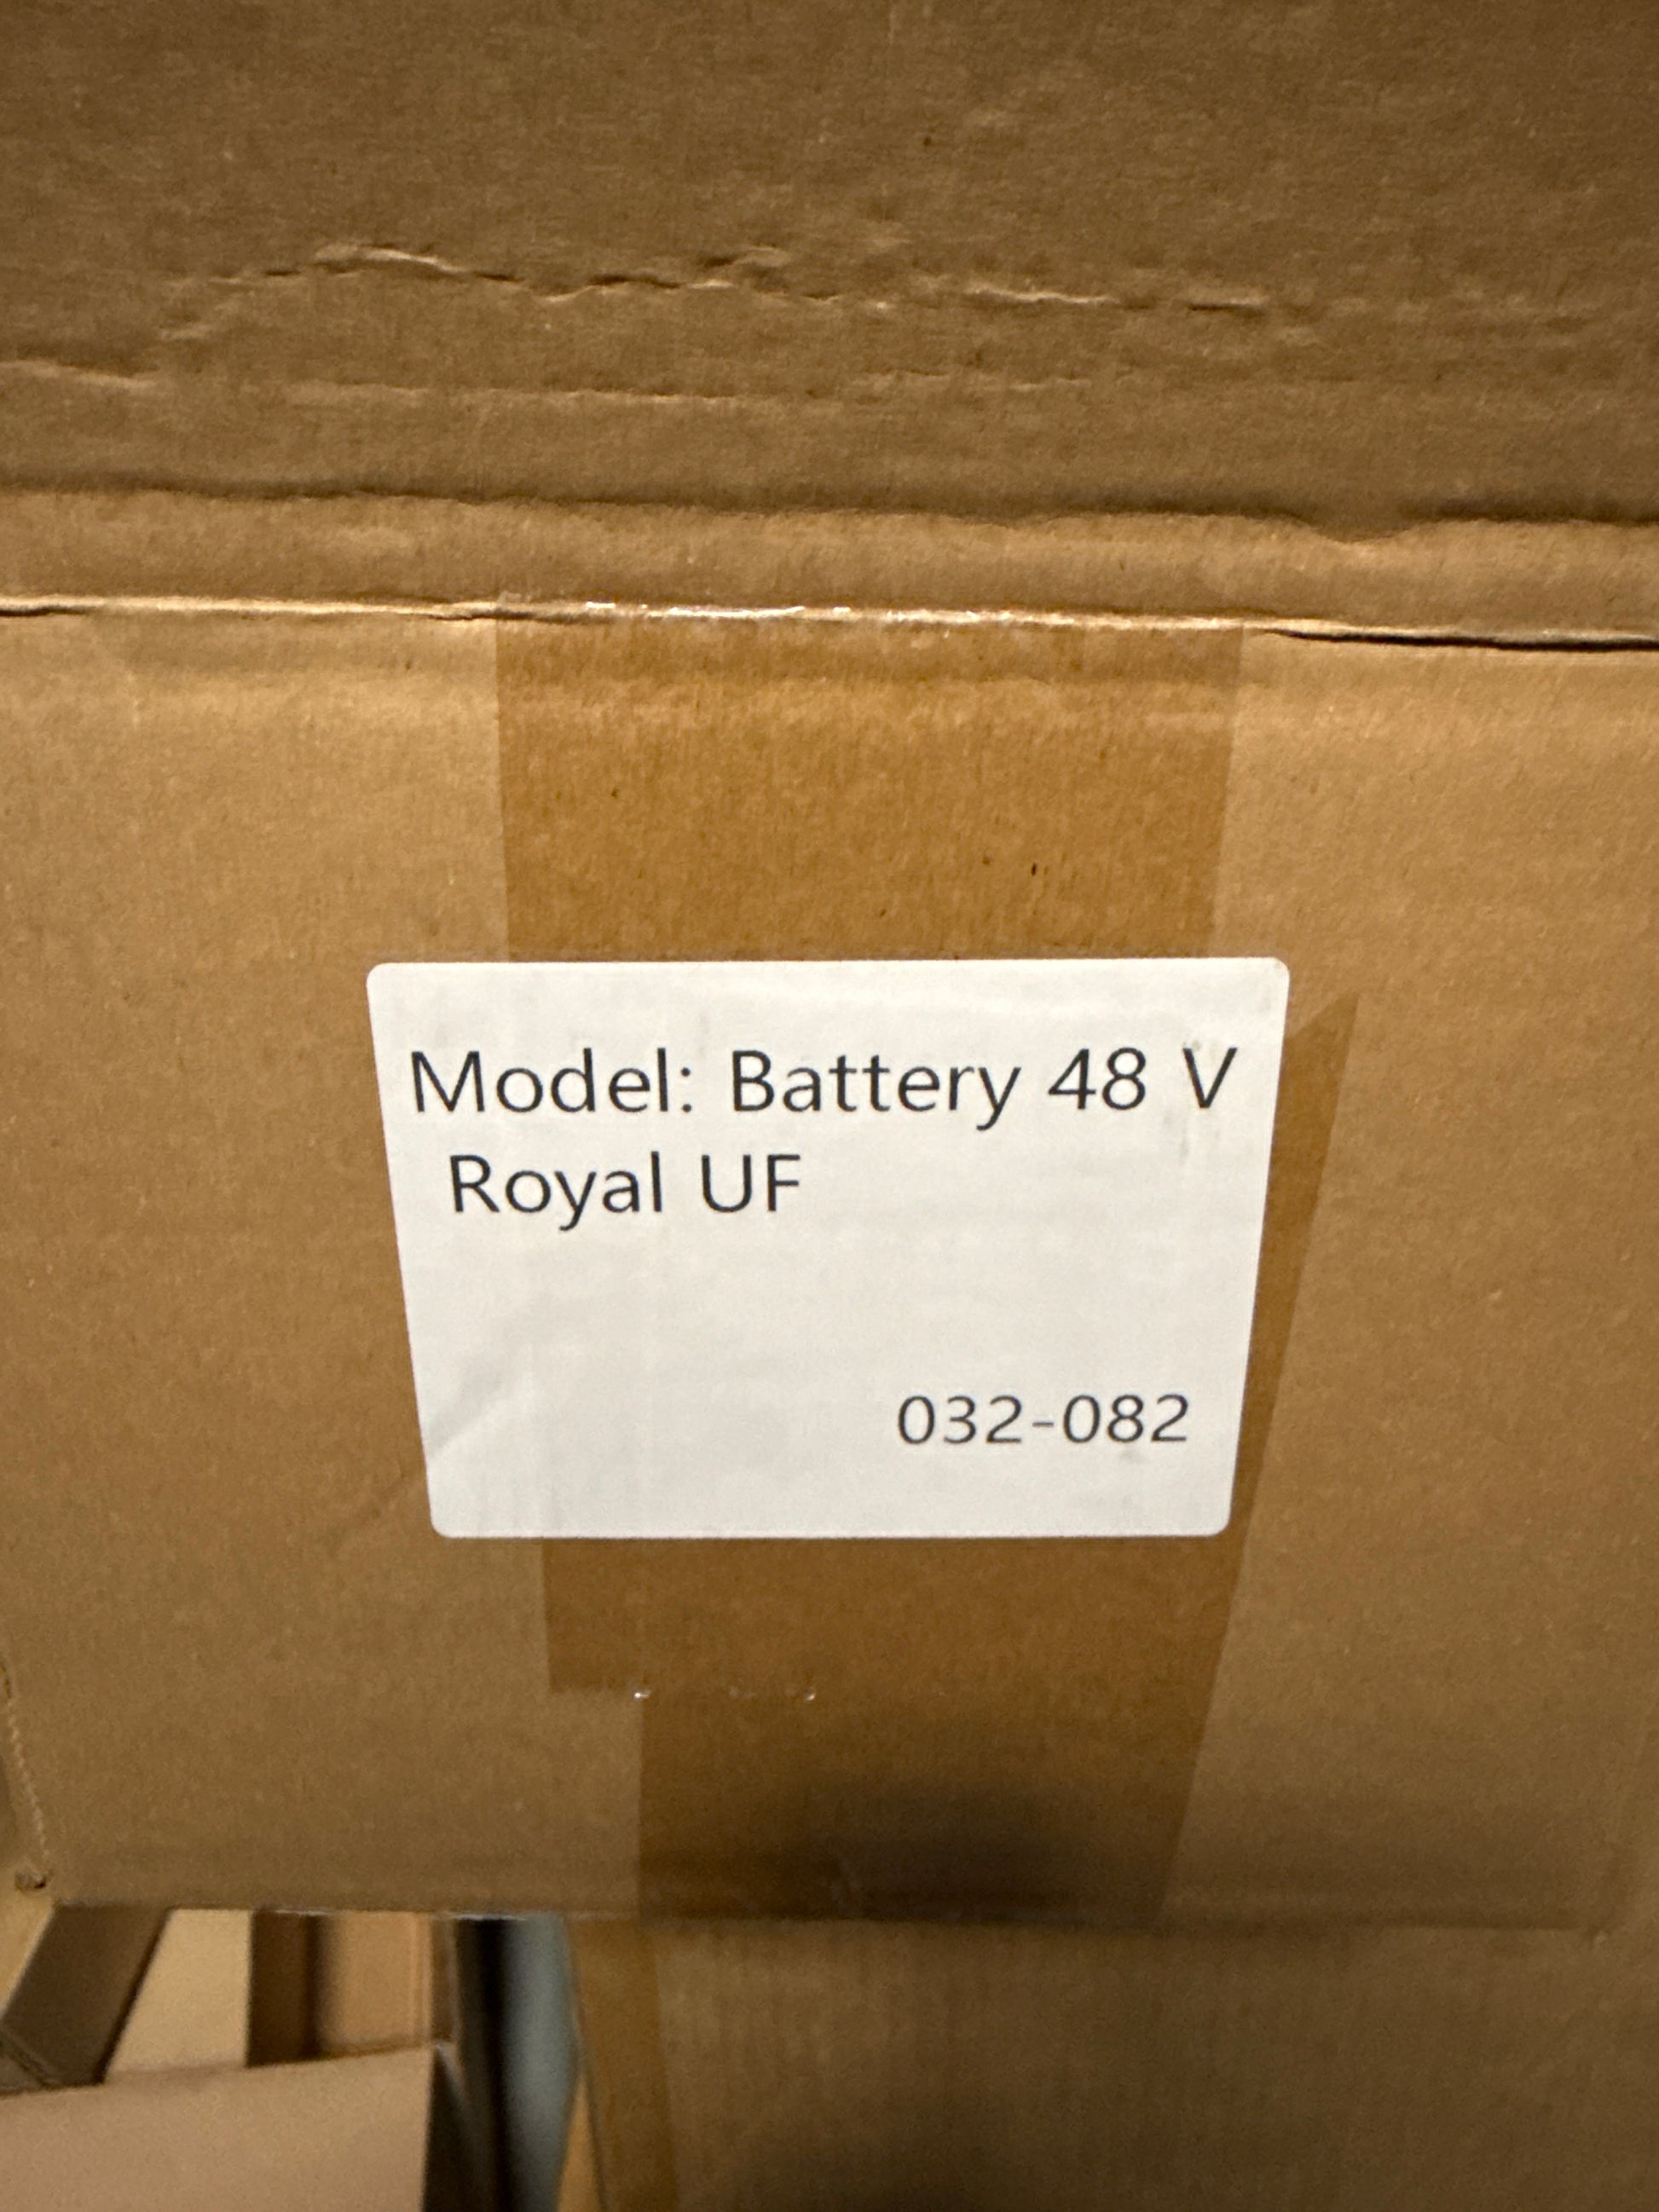 Model: Battery 48 V
Royal UF
032-082